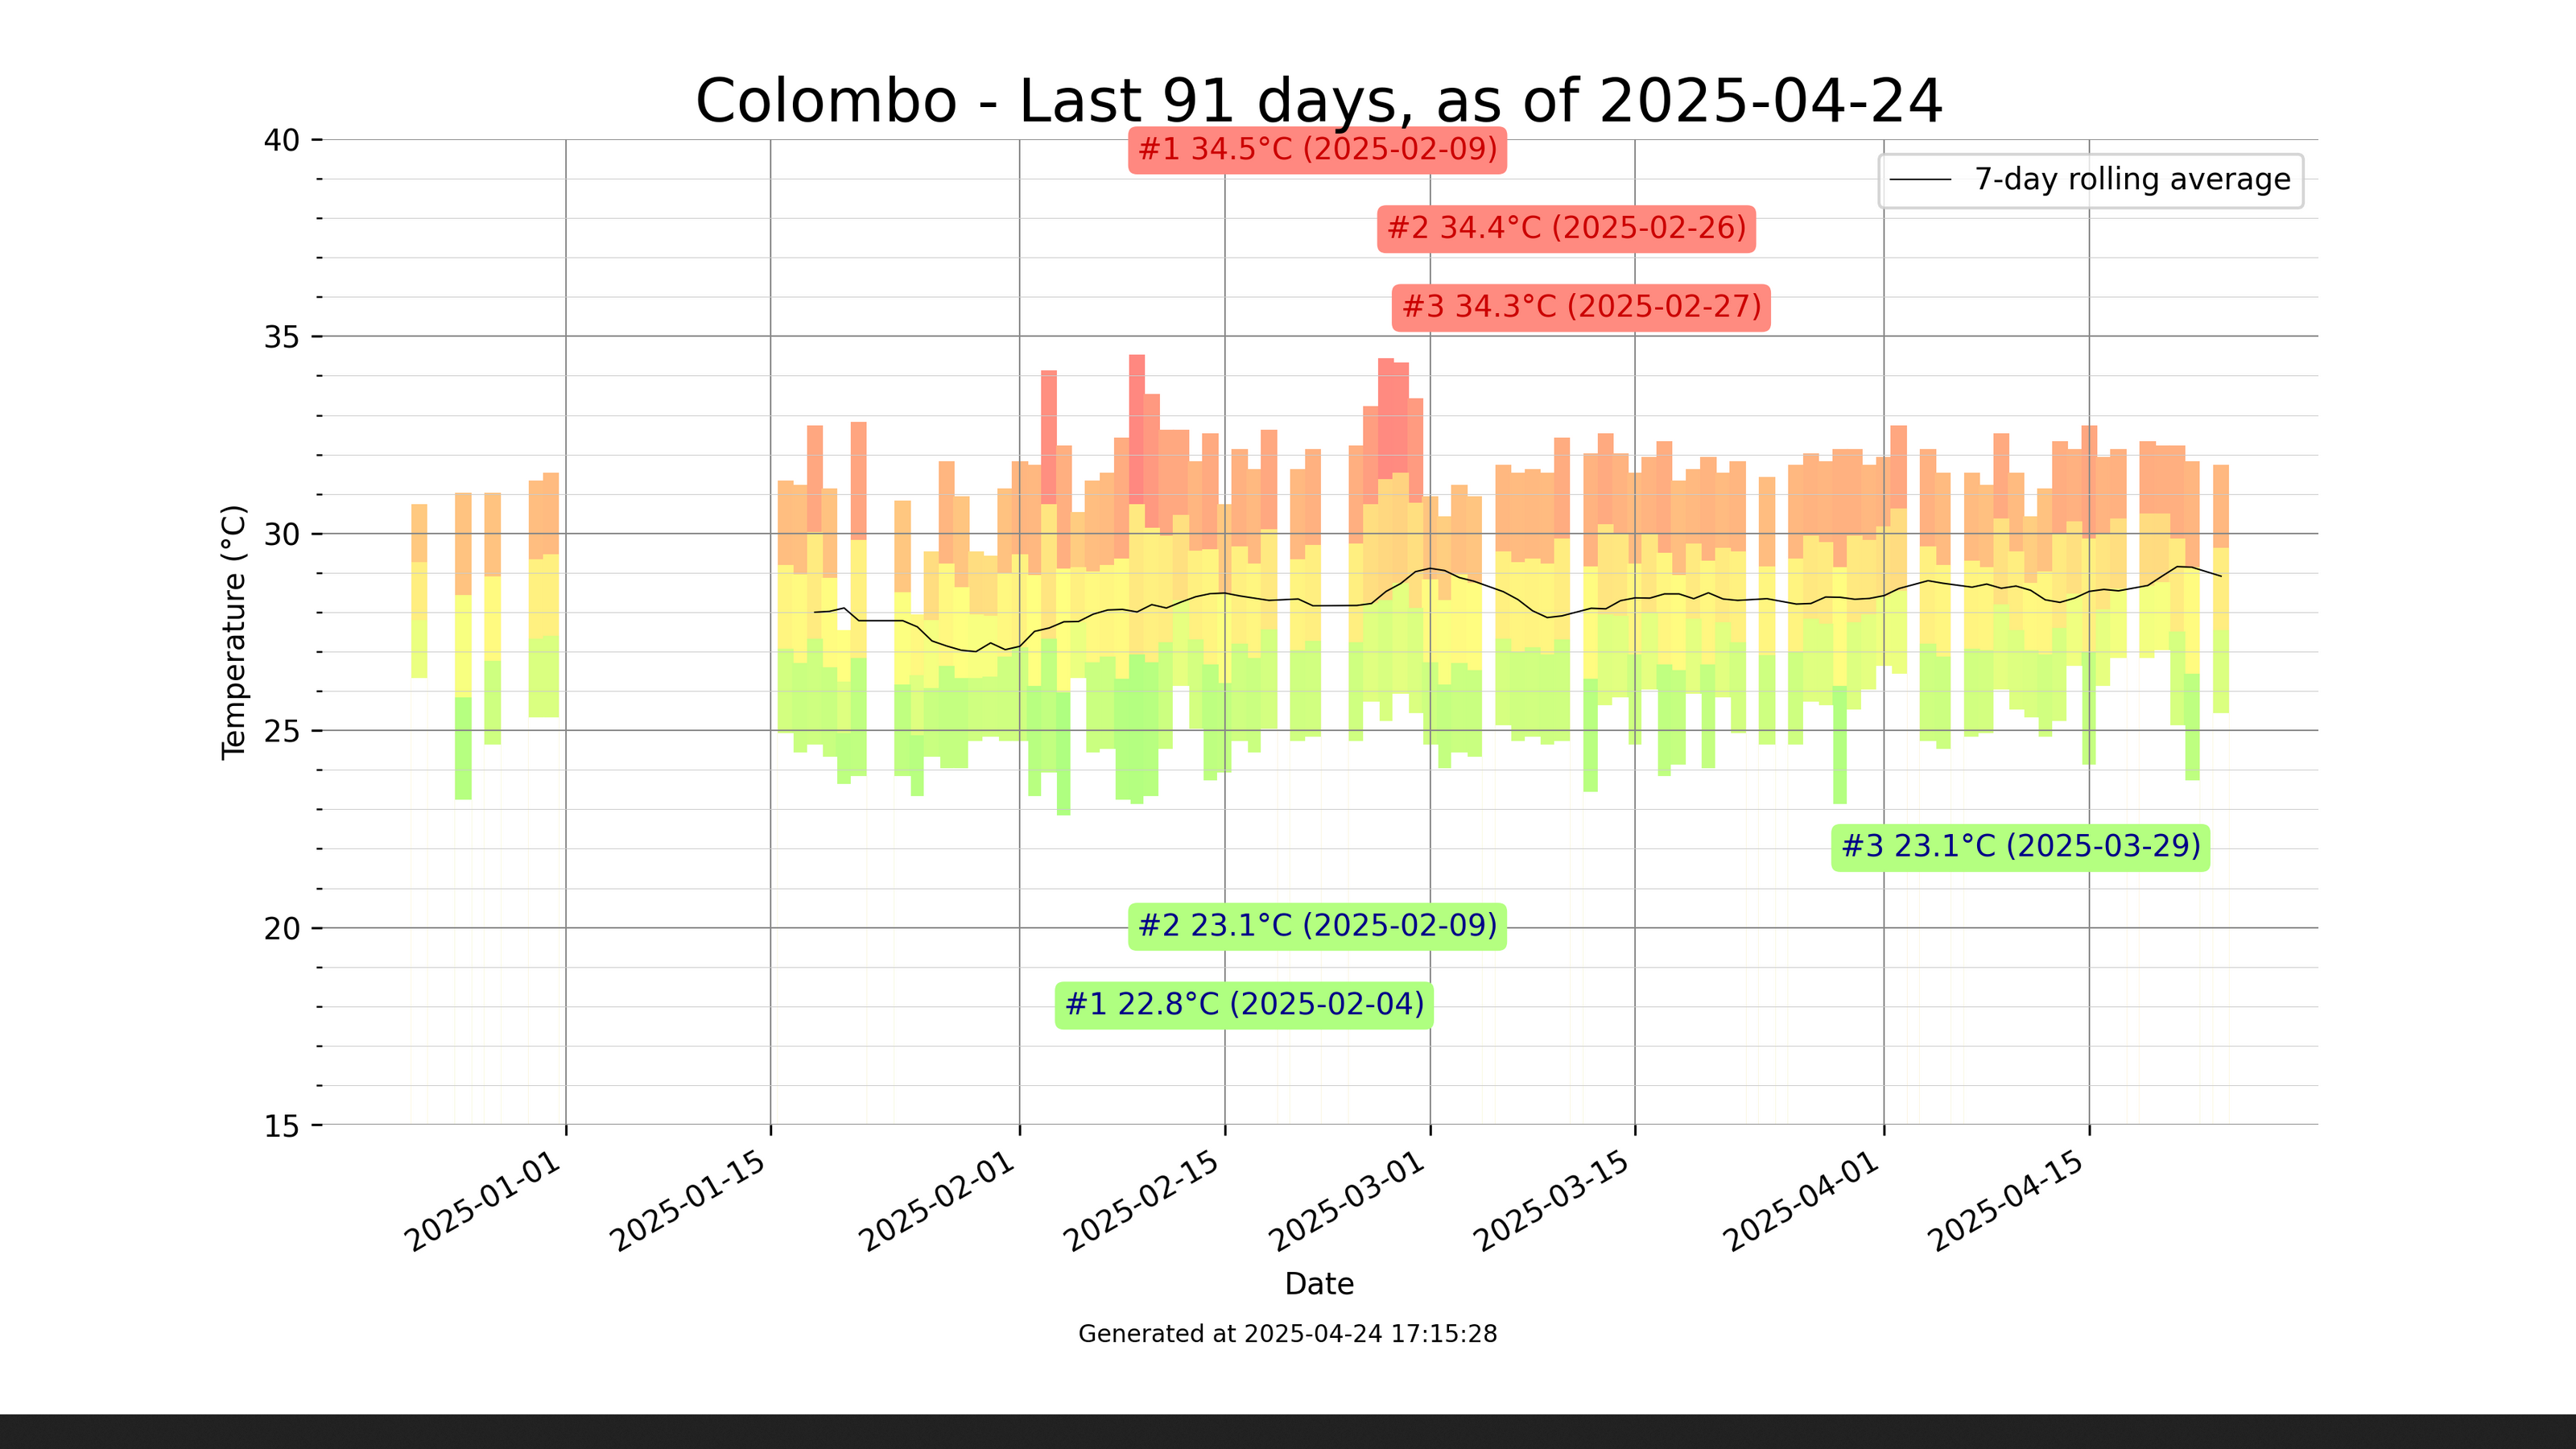 Colombo - Last 91 days, as of 2025-04-24
#1 34.5°C (2025-02-09)
7-day rolling average
#2 34.4°C (2025-02-26)
#3 34.3°C (2025-02-27)
40
35
30
25
20
15
Temperature (°C)
#3 23.1°C (2025-03-29)
#2 23.1°C (2025-02-09)
#1 22.8°C (2025-02-04)
2025-01-01
2025-01-15
2025-02-01
2025-02-15
2025-03-01
2025-03-15
2025-04-01
2025-04-15
Date
Generated at 2025-04-24 17:15:28